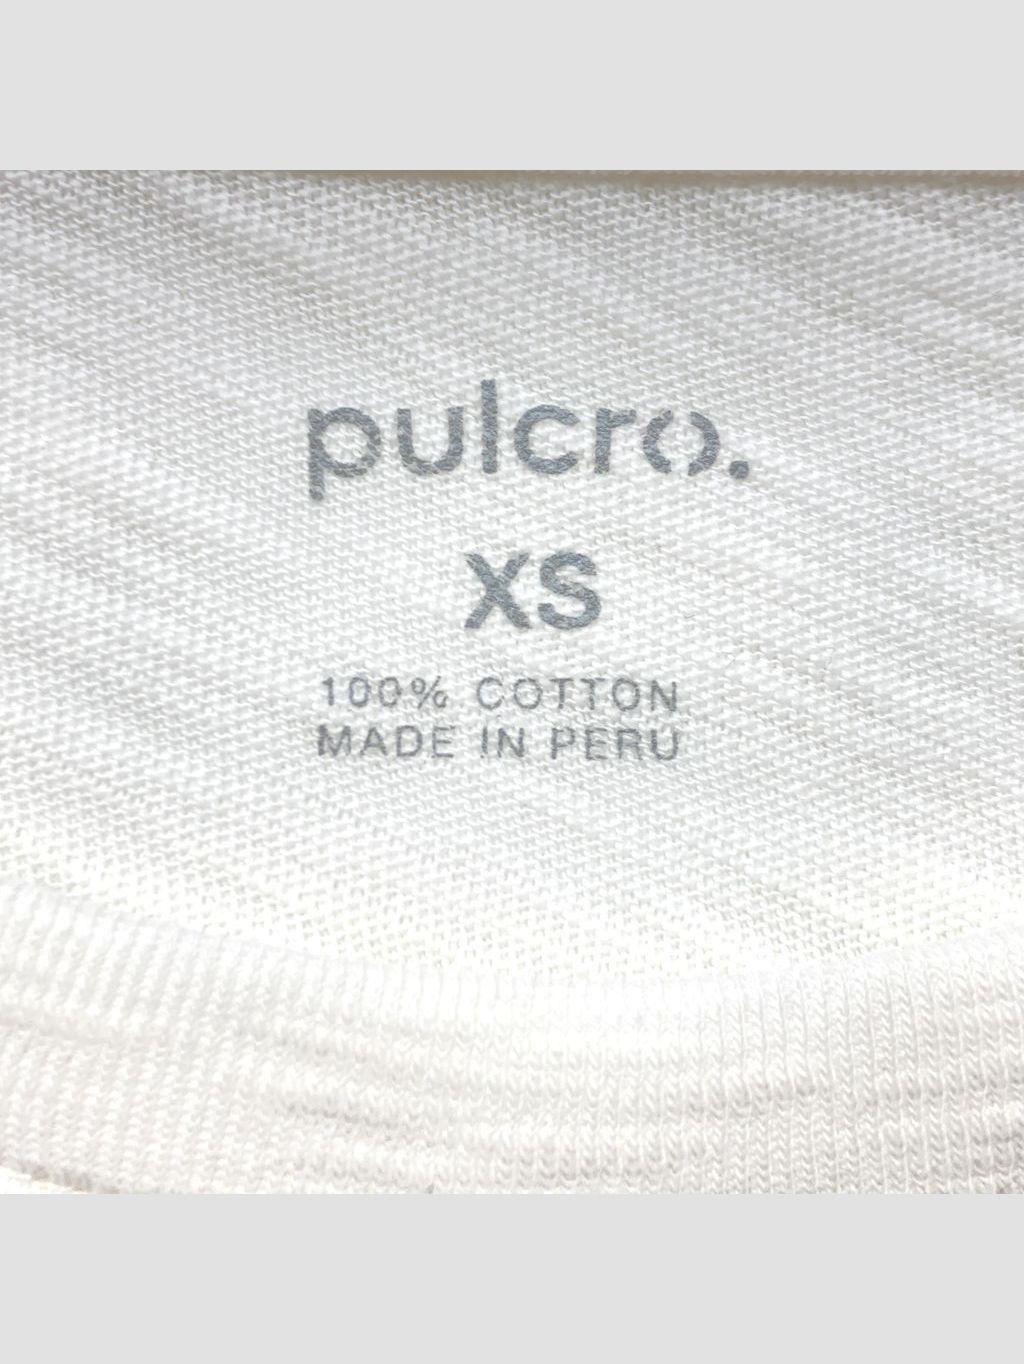 pulcro.
XS
100% COTTON
MADE IN PERU